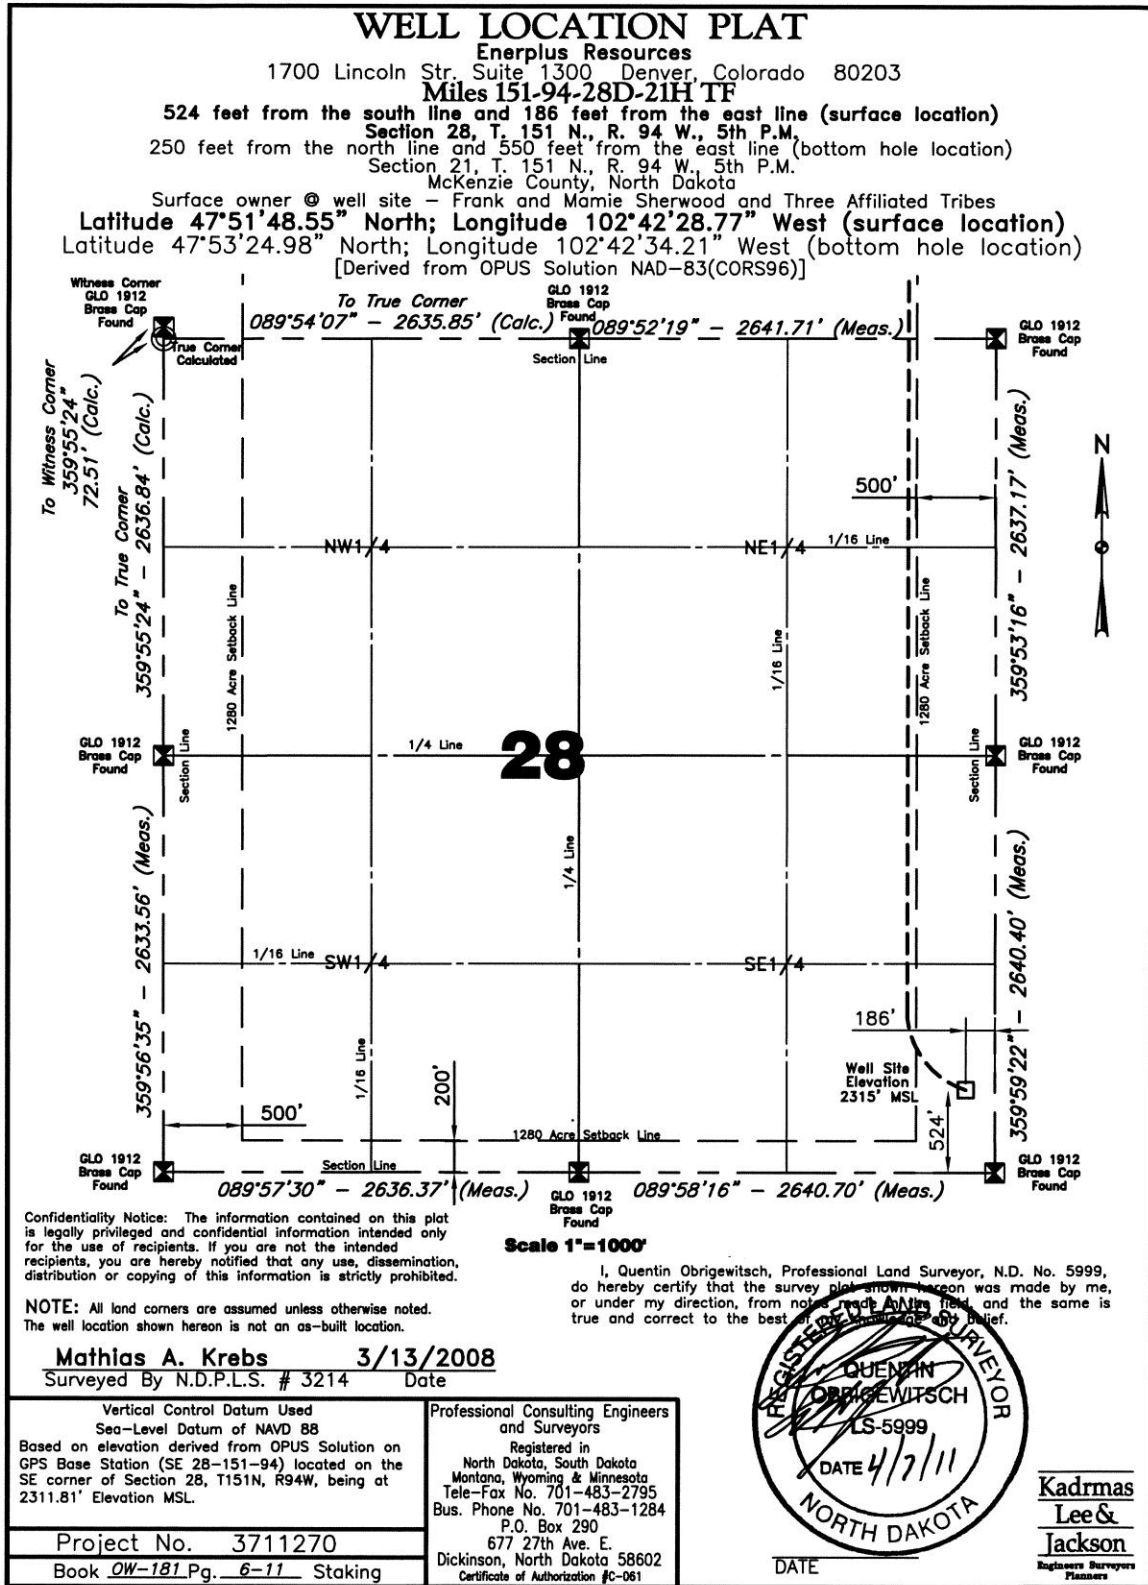 WELL LOCATION PLAT
Enerplus Resources
1700 Lincoln Str. Suite 1300 Denver, Colorado 80203
Miles 151-94-28D-21H TF
524 feet from the south line and 186 feet from the east line (surface location)
Section 28, T. 151 N., R. 94 W., 5th P.M.
250 feet from the north line and 550 feet from the east line (bottom hole location)
Section 21, T. 151 N., R. 94 W., 5th P.M.
McKenzie County, North Dakota
Surface owner @ well site – Frank and Mamie Sherwood and Three Affiliated Tribes
Latitude 47°51'48.55" North; Longitude 102°42'28.77" West (surface location)
Latitude 47°53'24.98" North; Longitude 102°42'34.21" West (bottom hole location)
[Derived from OPUS Solution NAD-83(CORS96)]
Witness Corner
GLO 1912
Brass Cap
Found
To True Corner
089°54'07" – 2635.85' (Calc.)
GLO 1912
Brass Cap
Found
089°52'19" – 2641.71' (Meas.)
GLO 1912
Brass Cap
Found
True Corner
Calculated
Section Line
To Witness Corner
359°55'24"
72.51' (Calc.)
To True Corner
359°55'24" – 2636.84' (Calc.)
500'
N
359°53'16" – 2637.17' (Meas.)
NW1/4
NE1/4
1/16 Line
1280 Acre Setback Line
1/16 Line
1280 Acre Setback Line
GLO 1912
Brass Cap
Found
Section Line
1/4 Line
28
Section Line
GLO 1912
Brass Cap
Found
359°56'35" – 2633.56' (Meas.)
1/4 Line
359°59'22" – 2640.40' (Meas.)
1/16 Line
SW1/4
SE1/4
186'
1/16 Line
Well Site
Elevation
2315' MSL
200'
500'
524'
1280 Acre Setback Line
GLO 1912
Brass Cap
Found
Section Line
089°57'30" – 2636.37' (Meas.)
GLO 1912
Brass Cap
Found
089°58'16" – 2640.70' (Meas.)
GLO 1912
Brass Cap
Found
Confidentiality Notice: The information contained on this plat
is legally privileged and confidential information intended only
for the use of recipients. If you are not the intended
recipients, you are hereby notified that any use, dissemination,
distribution or copying of this information is strictly prohibited.
Scale 1"=1000'
I, Quentin Obrigewitsch, Professional Land Surveyor, N.D. No. 5999,
do hereby certify that the survey plat shown hereon was made by me,
or under my direction, from notes made in the field, and the same is
true and correct to the best of my knowledge and belief.
NOTE: All land corners are assumed unless otherwise noted.
The well location shown hereon is not an as-built location.
Mathias A. Krebs 3/13/2008
Surveyed By N.D.P.L.S. # 3214 Date
Vertical Control Datum Used
Sea-Level Datum of NAVD 88
Based on elevation derived from OPUS Solution on
GPS Base Station (SE 28-151-94) located on the
SE corner of Section 28, T151N, R94W, being at
2311.81' Elevation MSL.
Project No. 3711270
Book OW-181 Pg. 6-11 Staking
Professional Consulting Engineers
and Surveyors
Registered in
North Dakota, South Dakota
Montana, Wyoming & Minnesota
Tele-Fax No. 701-483-2795
Bus. Phone No. 701-483-1284
P.O. Box 290
677 27th Ave. E.
Dickinson, North Dakota 58602
Certificate of Authorization #C-061
REGISTERED LAND SURVEYOR
QUENTIN
OBRIGEWITSCH
LS-5999
DATE 4/7/11
NORTH DAKOTA
DATE
Kadrmas
Lee &
Jackson
Engineers Surveyors
Planners